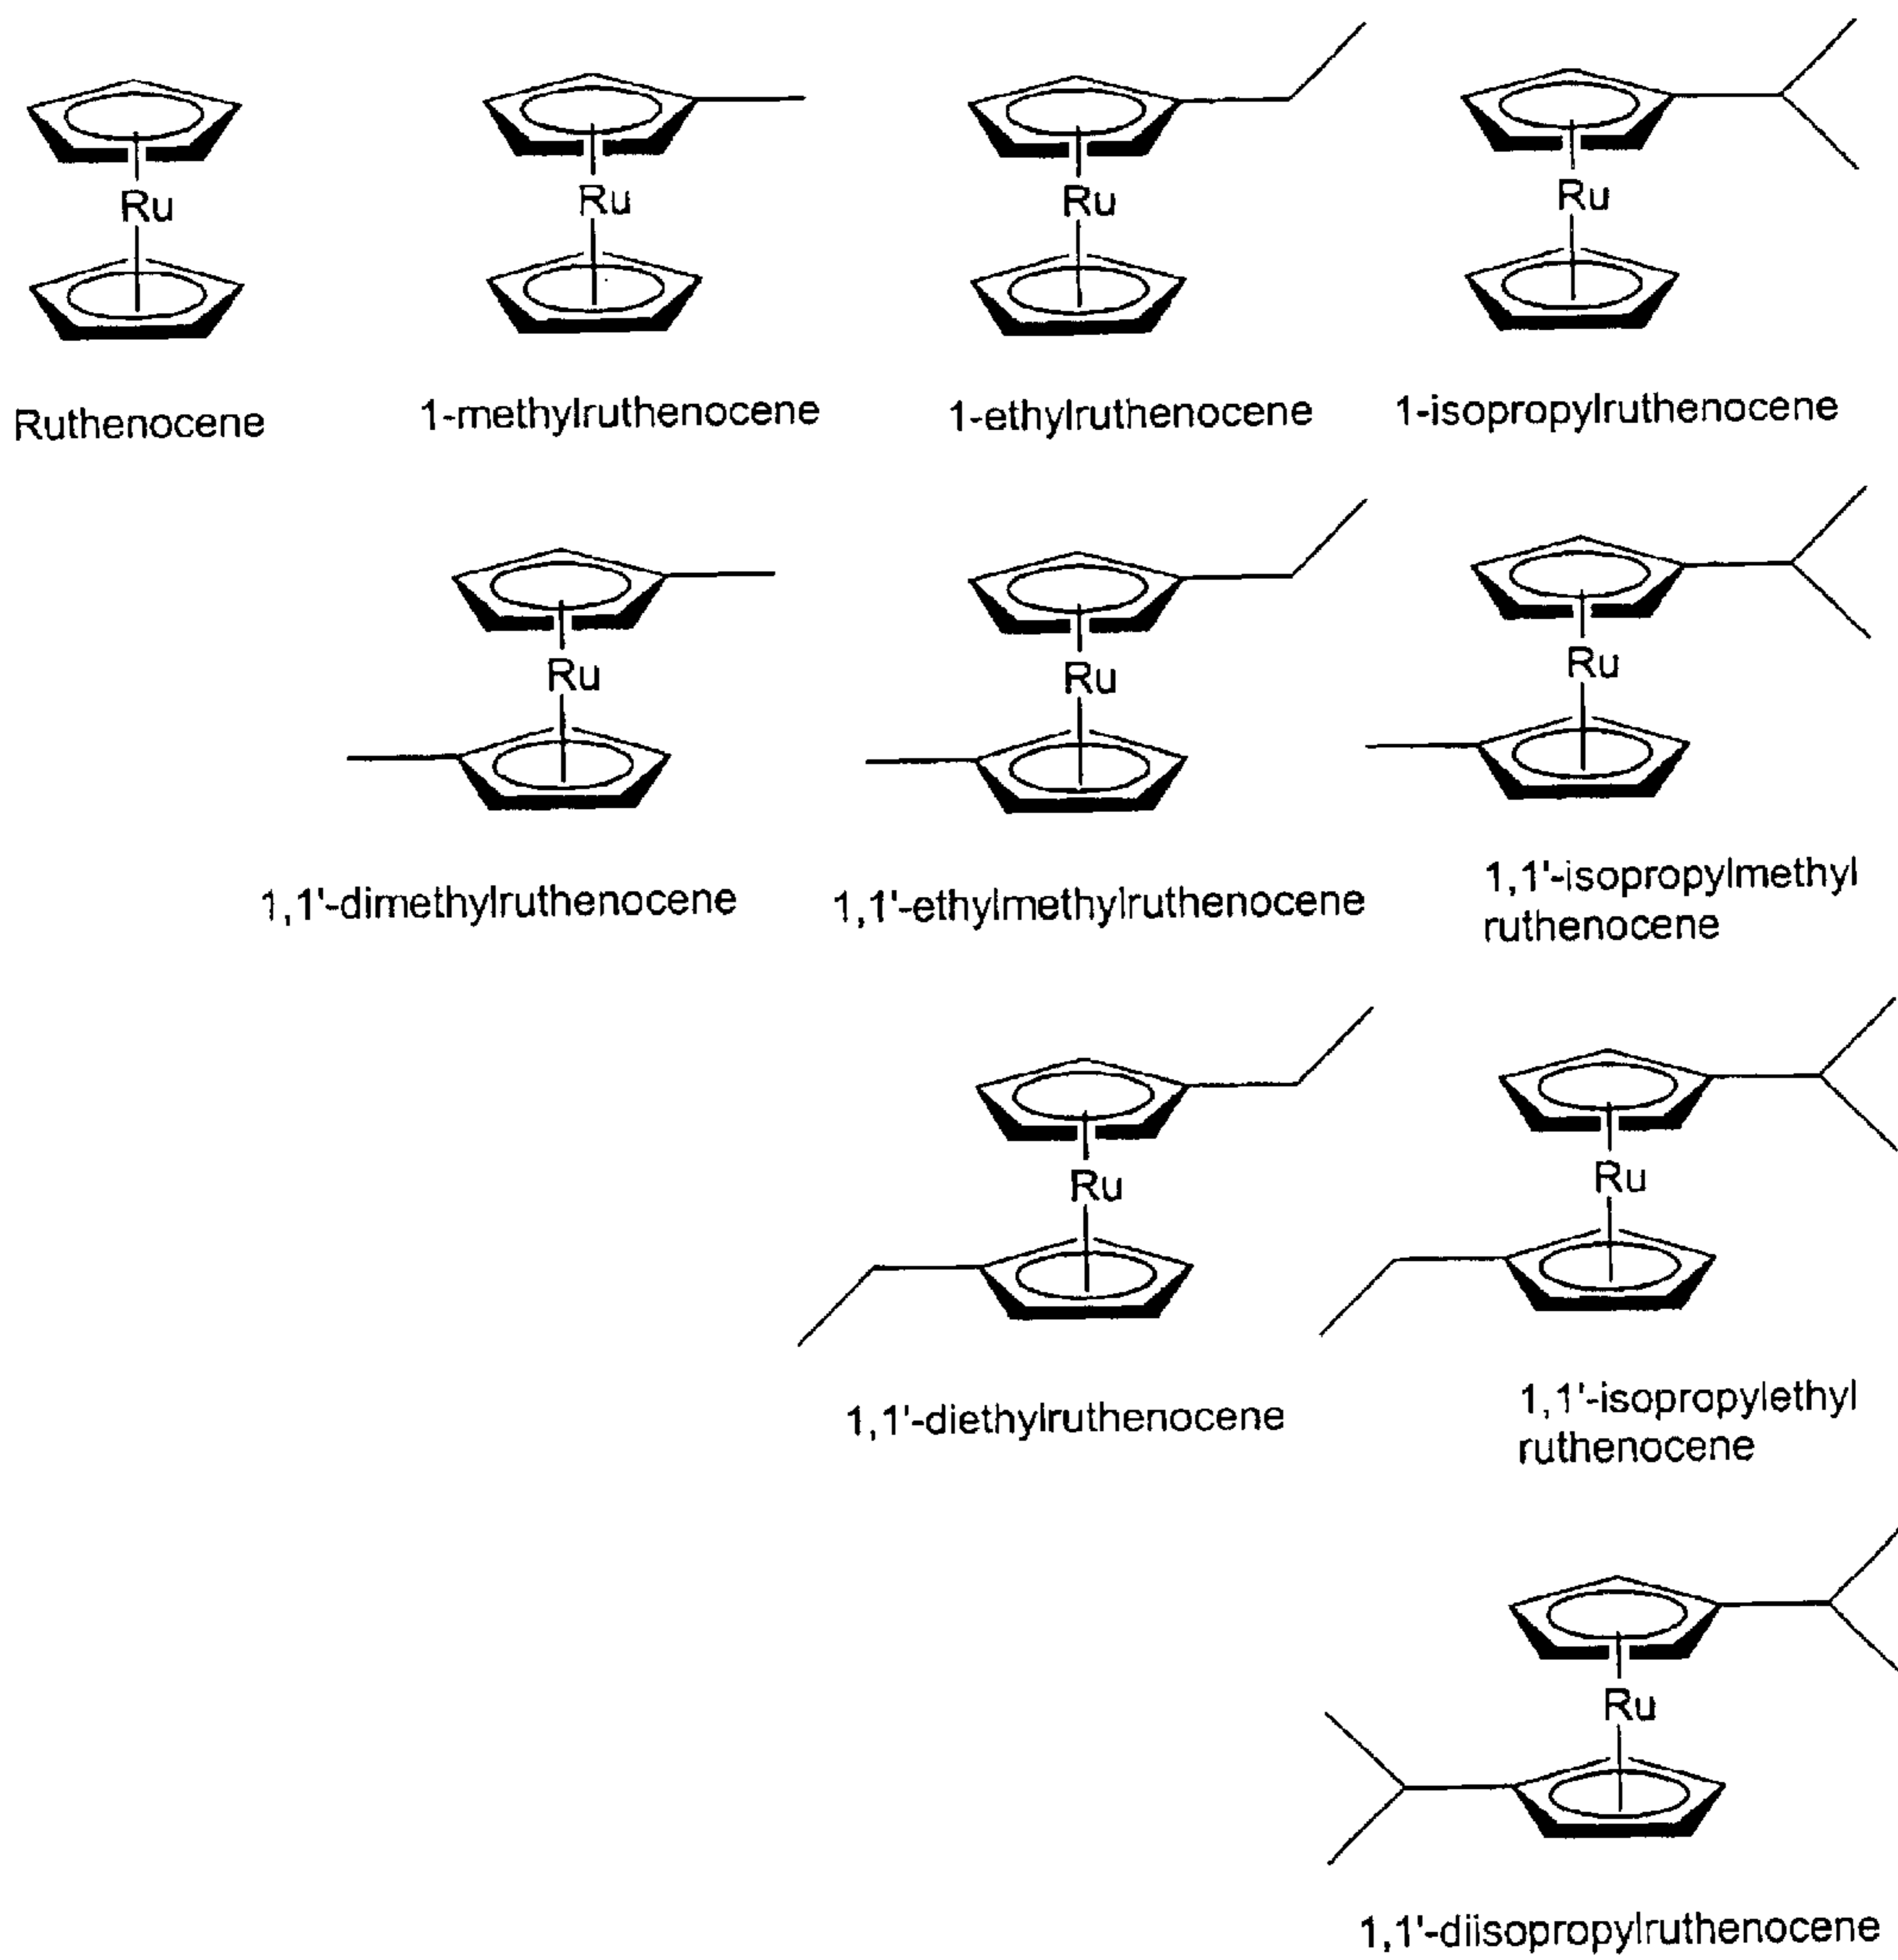 Ru
Ru
Ru
Ru
Ruthenocene
1-methylruthenocene
1-ethylruthenocene
1-isopropylruthenocene
Ru
Ru
Ru
1,1'-dimethylruthenocene
1,1'-ethylmethylruthenocene
1,1'-isopropylmethyl
ruthenocene
Ru
Ru
1,1'-diethylruthenocene
1,1'-isopropylethyl
ruthenocene
Ru
1,1'-diisopropylruthenocene